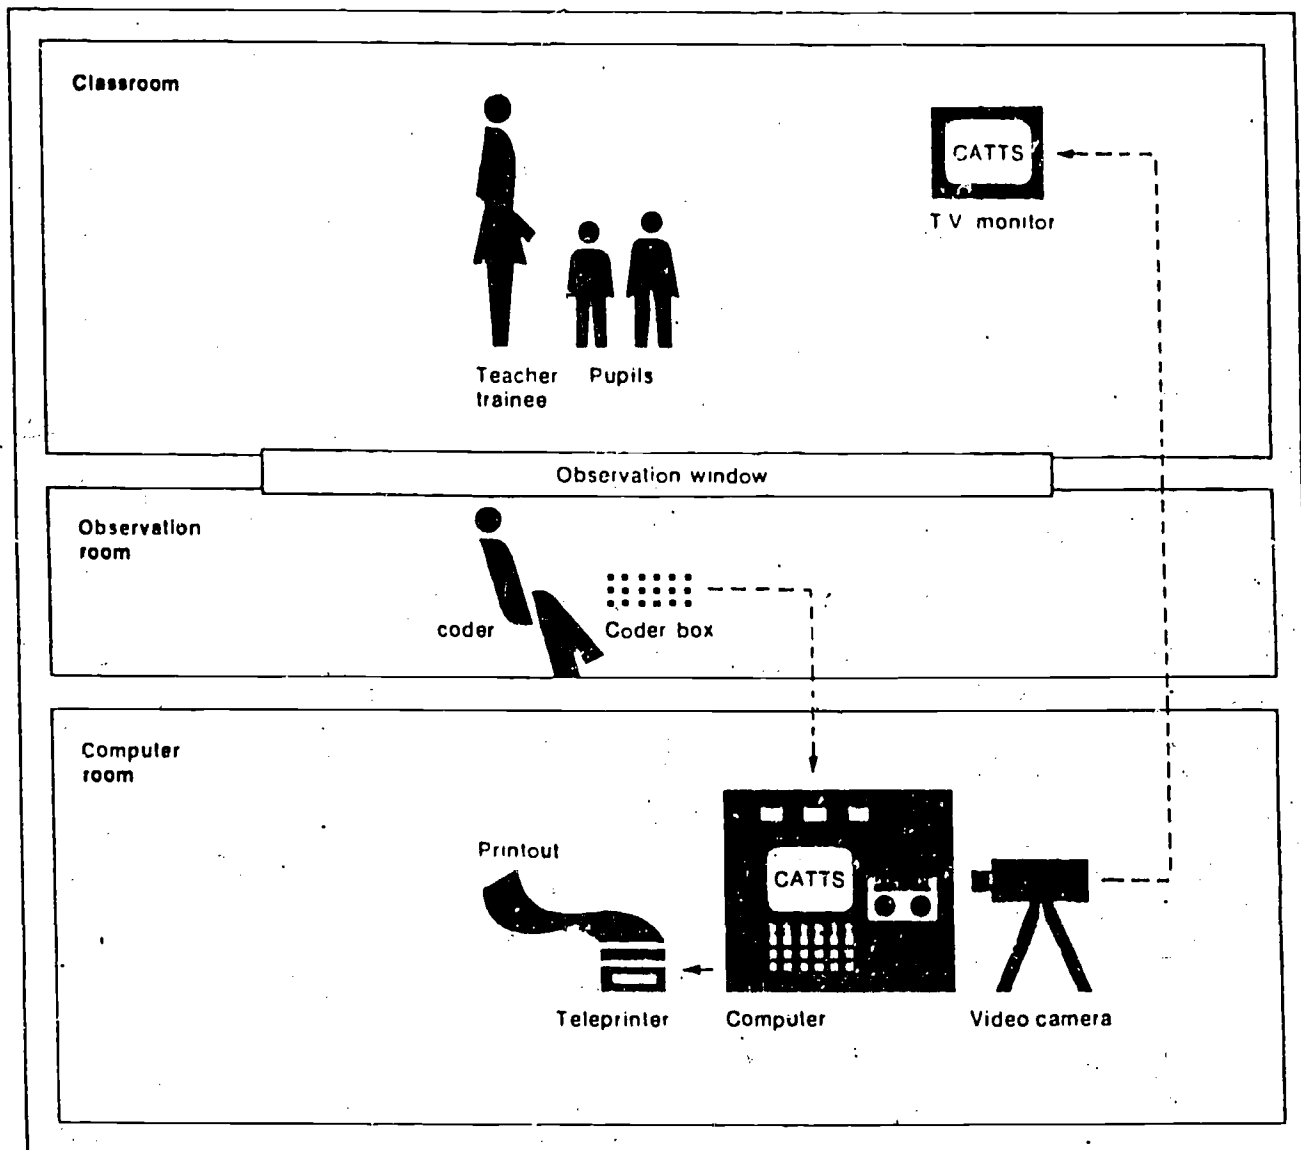 Classroom
CATTS
TV monitor
Teacher
trainee
Pupils
Observation window
Observation
room
coder
Coder box
Computer
room
Printout
CATTS
Teleprinter
Computer
Video camera